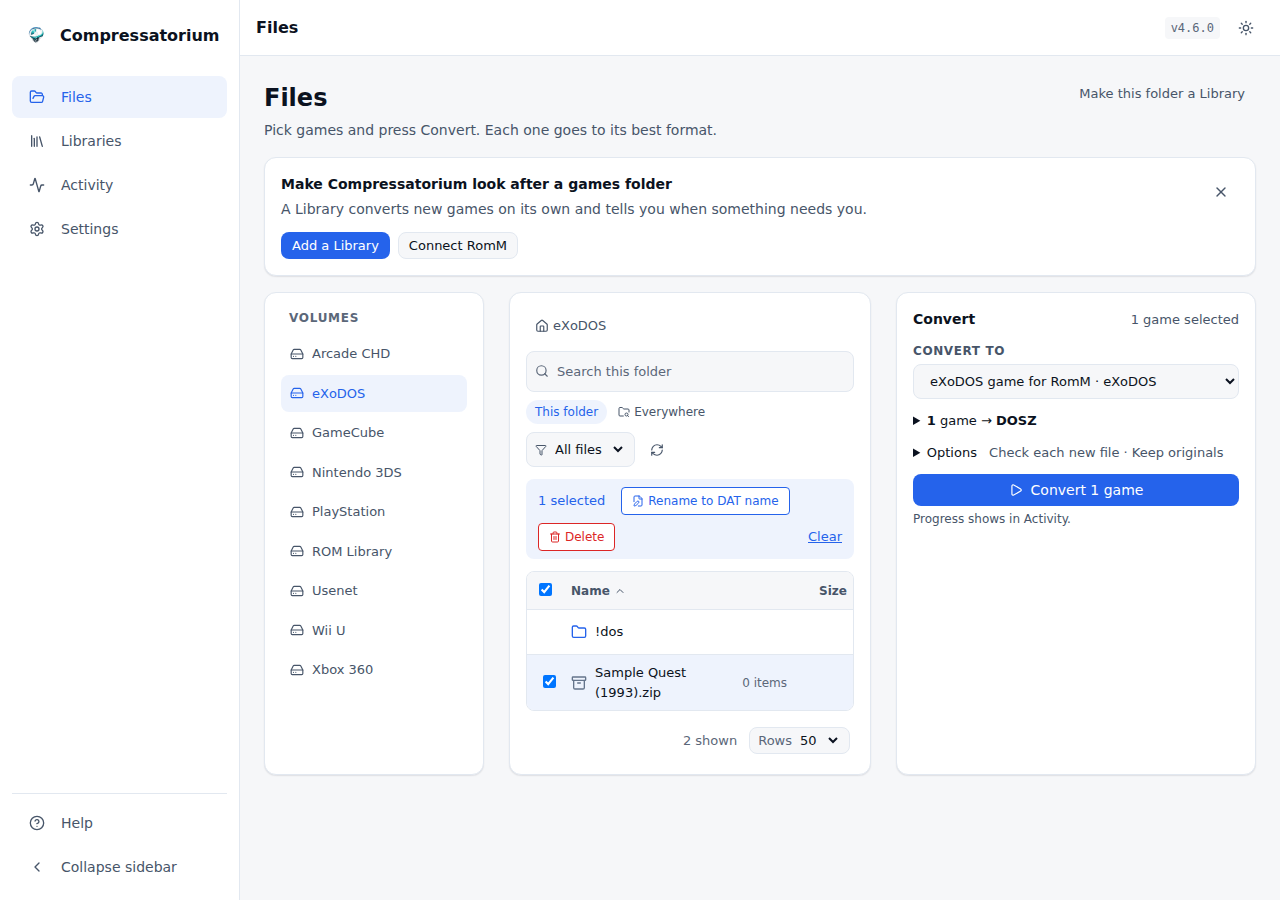 Compressatorium
Files
Libraries
Activity
Settings
Help
Collapse sidebar
Files
v4.6.0
Files
Make this folder a Library
Pick games and press Convert. Each one goes to its best format.
Make Compressatorium look after a games folder
A Library converts new games on its own and tells you when something needs you.
Add a Library
Connect RomM
VOLUMES
Arcade CHD
eXoDOS
GameCube
Nintendo 3DS
PlayStation
ROM Library
Usenet
Wii U
Xbox 360
eXoDOS
Search this folder
This folder
Everywhere
All files
1 selected
Rename to DAT name
Delete
Clear
Name
Size
!dos
Sample Quest
(1993).zip
0 items
2 shown
Rows 50
Convert
1 game selected
CONVERT TO
eXoDOS game for RomM · eXoDOS
1 game → DOSZ
Options Check each new file · Keep originals
Convert 1 game
Progress shows in Activity.